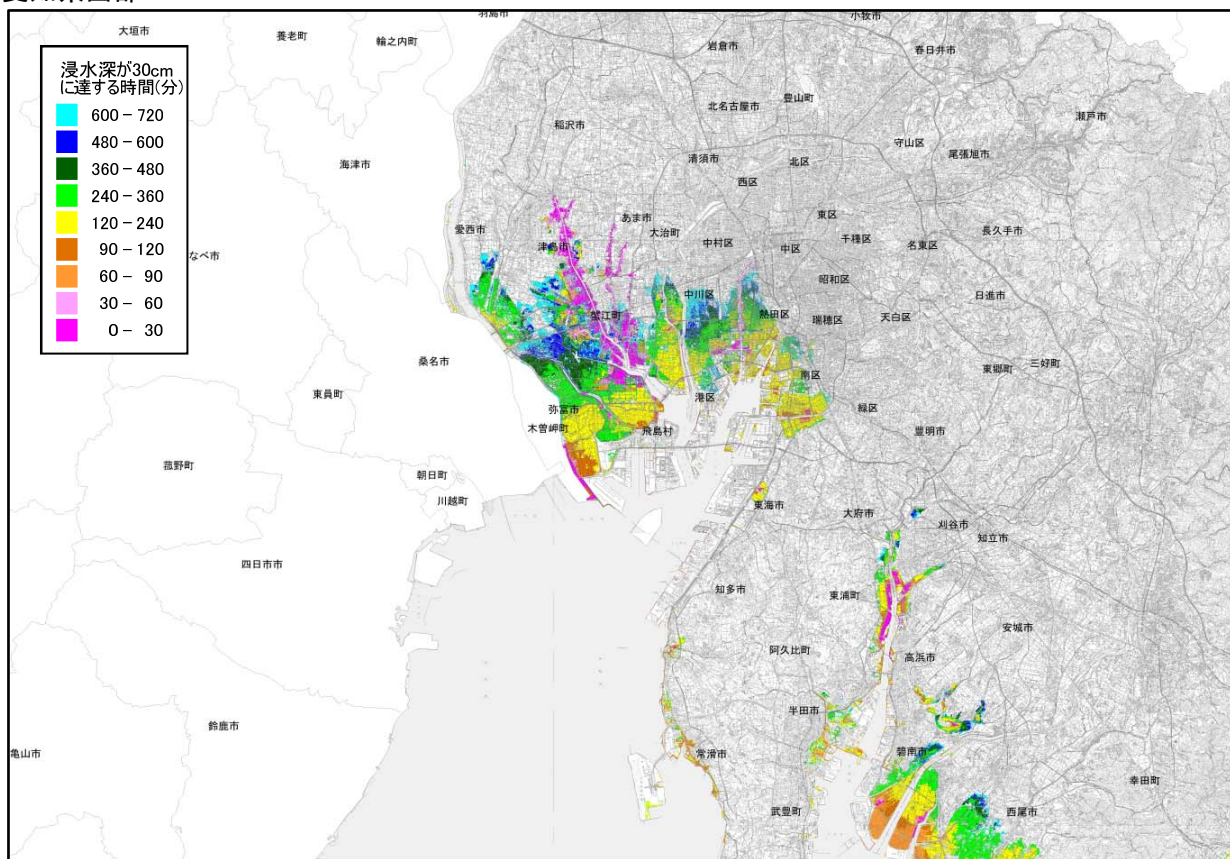 羽島市
小牧市
大垣市
養老町
輪之内町
岩倉市
春日井市
浸水深が30cm
に達する時間(分)
600-720
480-600
360-480
240-360
120-240
90-120
60-90
30-60
0-30
北名古屋市
豊山町
瀬戸市
稲沢市
守山区
尾張旭市
海津市
清須市
北区
西区
愛西市
あま市
大治町
東区
千種区
長久手市
津島市
中村区
中区
名東区
なべ市
昭和区
中川区
日進市
蟹江町
熱田区
瑞穂区
天白区
桑名市
三好町
東郷町
南区
東員町
港区
緑区
弥富市
木曽岬町
飛島村
豊明市
菰野町
朝日町
川越町
東海市
大府市
刈谷市
知立市
四日市市
知多市
東浦町
安城市
阿久比町
高浜市
半田市
鈴鹿市
亀山市
常滑市
碧南市
幸田町
武豊町
西尾市